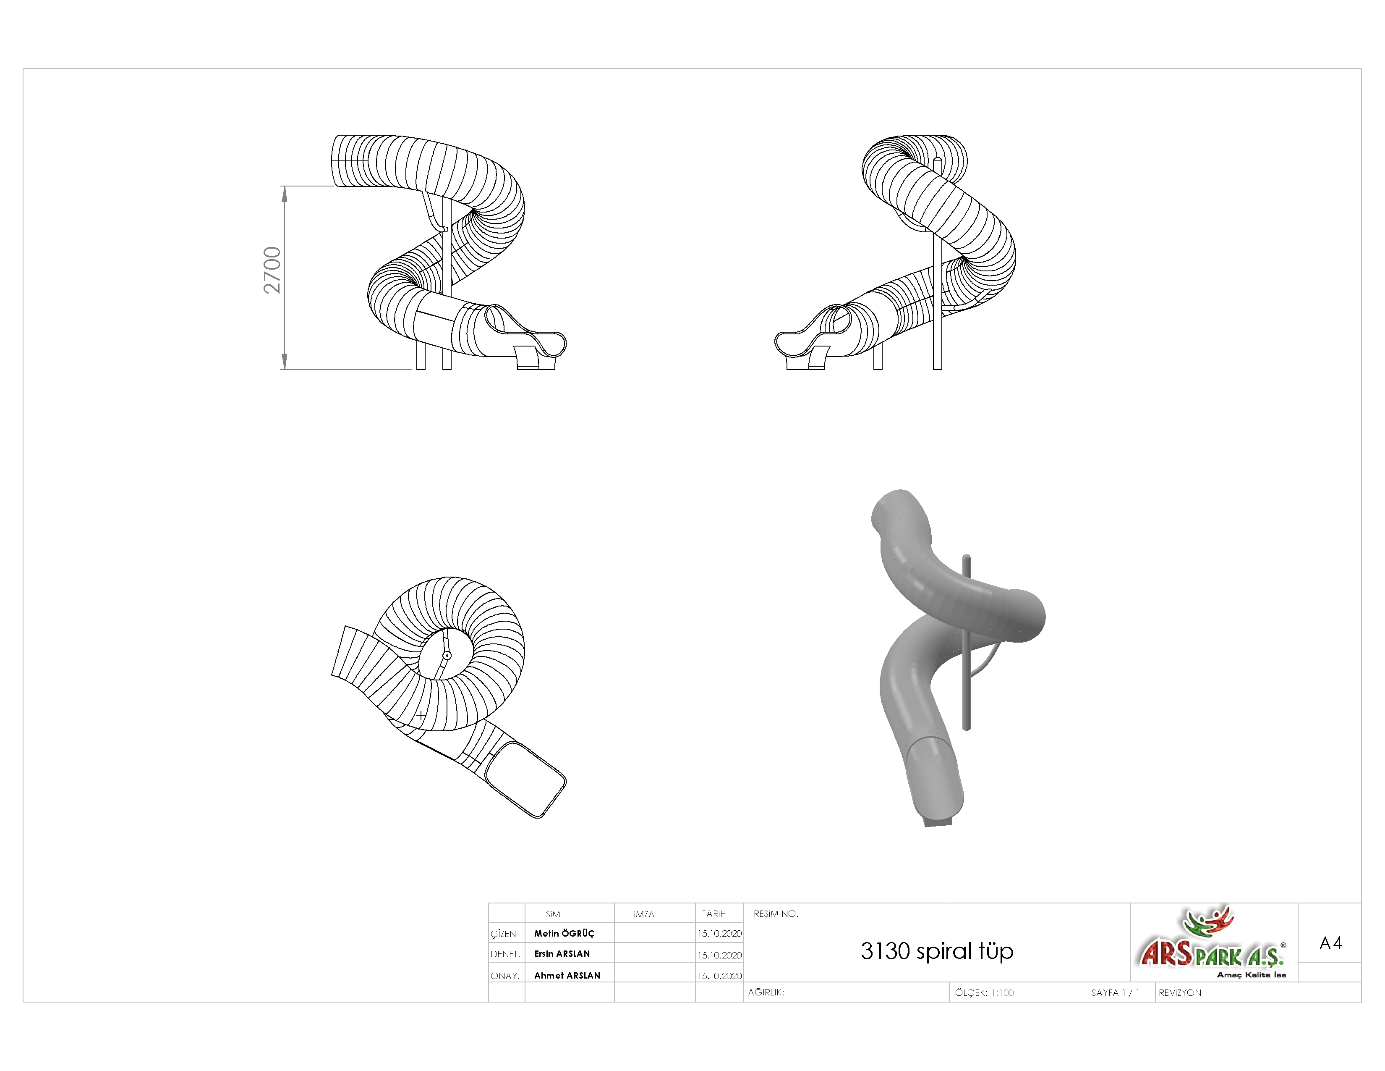 2700
İSİM İMZA TARİH RESİM NO.
ÇİZEN Metin ÖGRÜÇ 15.10.2020
DENET. Ersin ARSLAN 15.10.2020
ONAY. Ahmet ARSLAN 16.10.2020
3130 spiral tüp
ARSPARK A.Ş.®
Amaç Kalite ise
A4
AĞIRLIK: ÖLÇEK: 1:100 SAYFA 1 / 1 REVİZYON